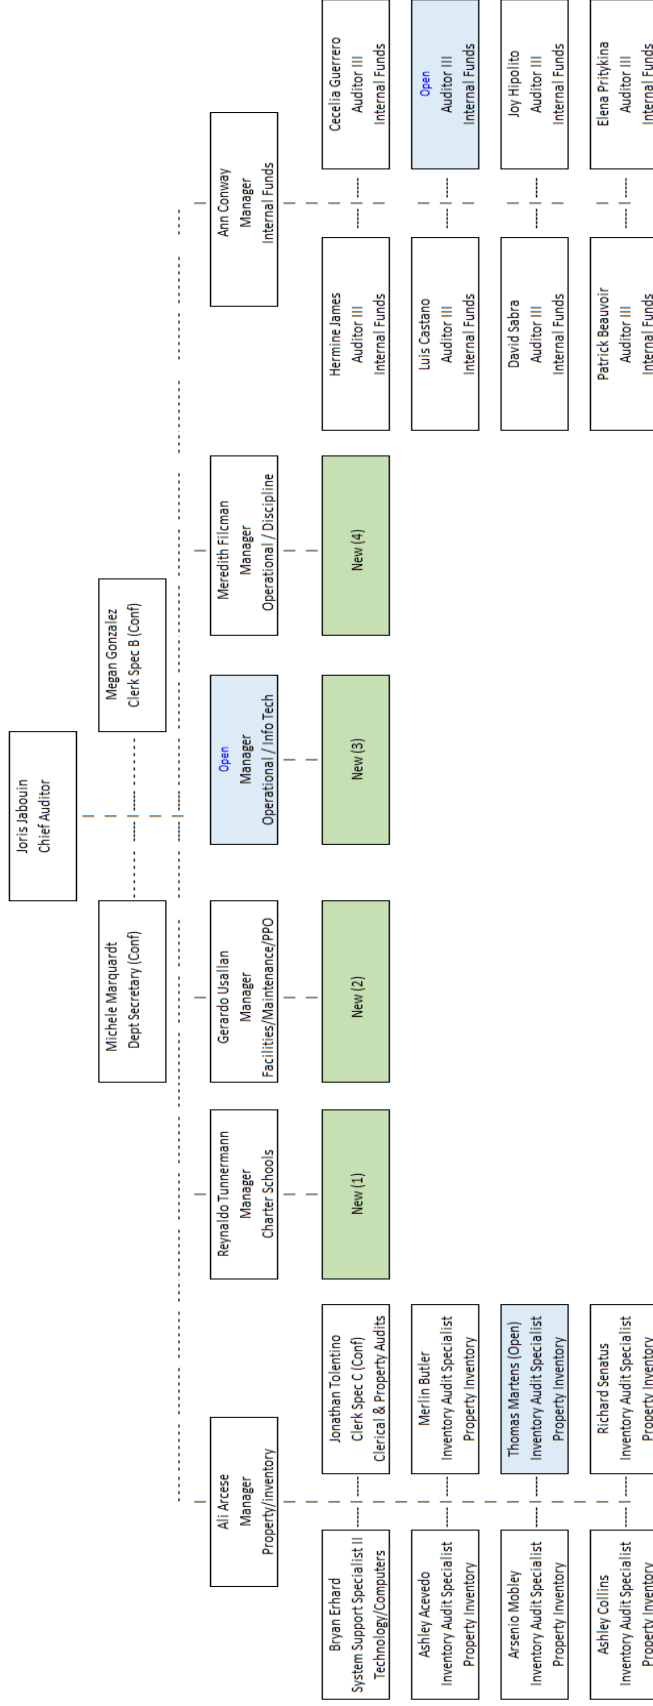 Joris Jabouin
Chief Auditor
Michele Marquardt
Dept Secretary (Conf)
Megan Gonzalez
Clerk Spec B (Conf)
Ali Arcese
Manager
Property/inventory
Reynaldo Tunnermann
Manager
Charter Schools
Gerardo Usallan
Manager
Facilities/Maintenance/PPO
Open
Manager
Operational / Info Tech
Meredith Filcman
Manager
Operational / Discipline
Ann Conway
Manager
Internal Funds
Bryan Erhard
System Support Specialist II
Technology/Computers
Jonathan Tolentino
Clerk Spec C (Conf)
Clerical & Property Audits
New (1)
New (2)
New (3)
New (4)
Hermine James
Auditor III
Internal Funds
Cecelia Guerrero
Auditor III
Internal Funds
Ashley Acevedo
Inventory Audit Specialist
Property Inventory
Merlin Butler
Inventory Audit Specialist
Property Inventory
Luis Castano
Auditor III
Internal Funds
Open
Auditor III
Internal Funds
Arsenio Mobley
Inventory Audit Specialist
Property Inventory
Thomas Martens (Open)
Inventory Audit Specialist
Property Inventory
David Sabra
Auditor III
Internal Funds
Joy Hipolito
Auditor III
Internal Funds
Ashley Collins
Inventory Audit Specialist
Property Inventory
Richard Senatus
Inventory Audit Specialist
Property Inventory
Patrick Beauvoir
Auditor III
Internal Funds
Elena Pritykina
Auditor III
Internal Funds